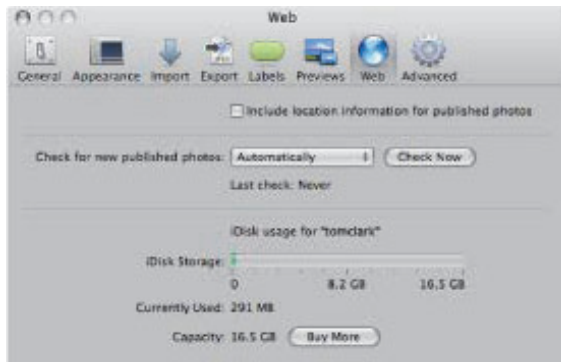 Web
General Appearance Import Export Labels Previews Web Advanced
Include location information for published photos
Check for new published photos: Automatically Check Now
Last check: Never
iDisk usage for "tomclark"
iDisk Storage:
0 8.2 GB 16.5 GB
Currently Used: 291 MB
Capacity: 16.5 GB Buy More